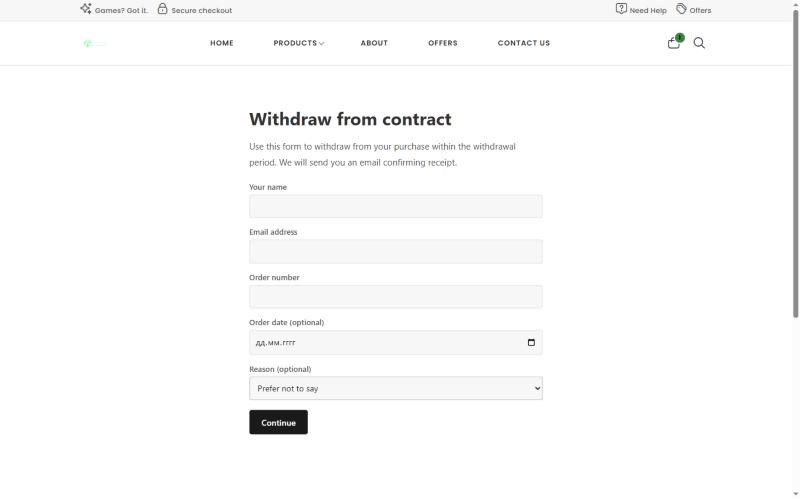 Games? Got it. Secure checkout Need Help Offers
HOME PRODUCTS ABOUT OFFERS CONTACT US
Withdraw from contract
Use this form to withdraw from your purchase within the withdrawal
period. We will send you an email confirming receipt.
Your name
Email address
Order number
Order date (optional)
дд.мм.гггг
Reason (optional)
Prefer not to say
Continue